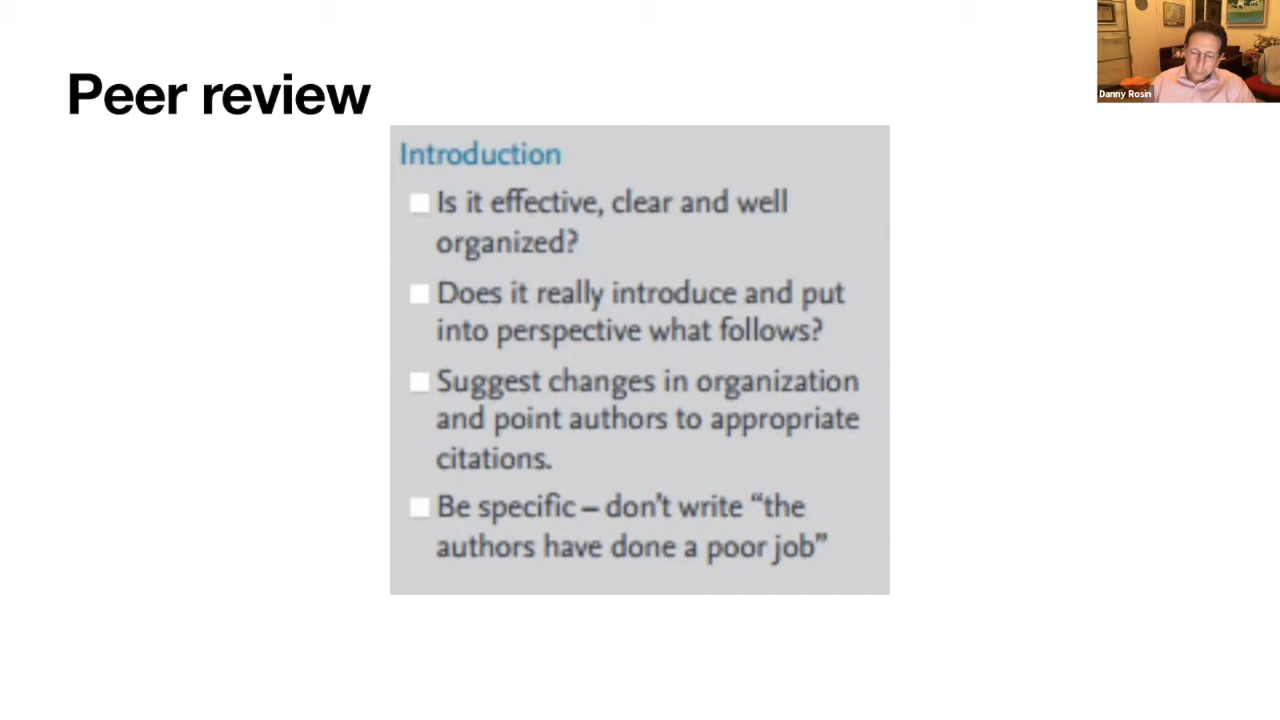 Peer review
Danny Rosin
Introduction
Is it effective, clear and well
organized?
Does it really introduce and put
into perspective what follows?
Suggest changes in organization
and point authors to appropriate
citations.
Be specific – don't write “the
authors have done a poor job”